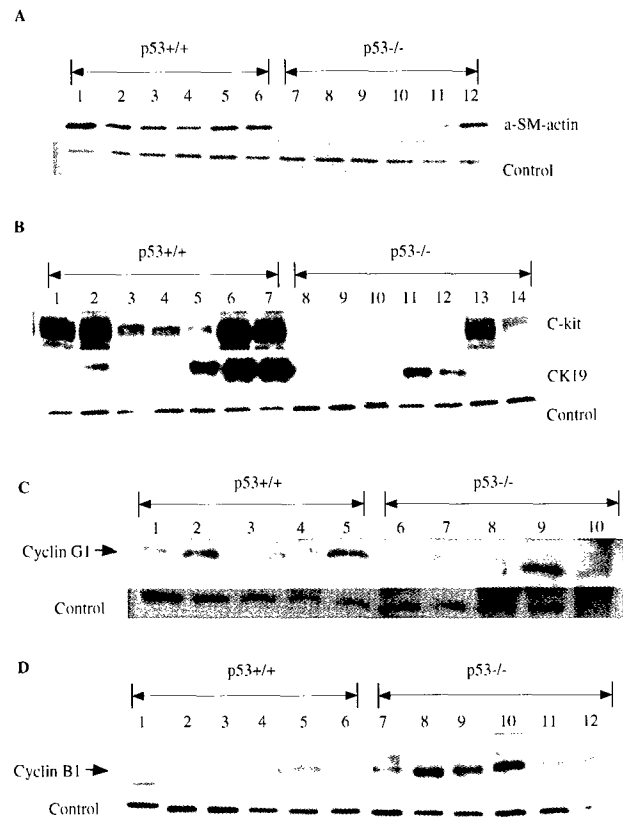 A
p53+/+ p53-/-
1 2 3 4 5 6 7 8 9 10 11 12
a-SM-actin
Control
B
p53+/+ p53-/-
1 2 3 4 5 6 7 8 9 10 11 12 13 14
C-kit
CK19
Control
C
p53+/+ p53-/-
1 2 3 4 5 6 7 8 9 10
Cyclin G1
Control
D
p53+/+ p53-/-
1 2 3 4 5 6 7 8 9 10 11 12
Cyclin B1
Control